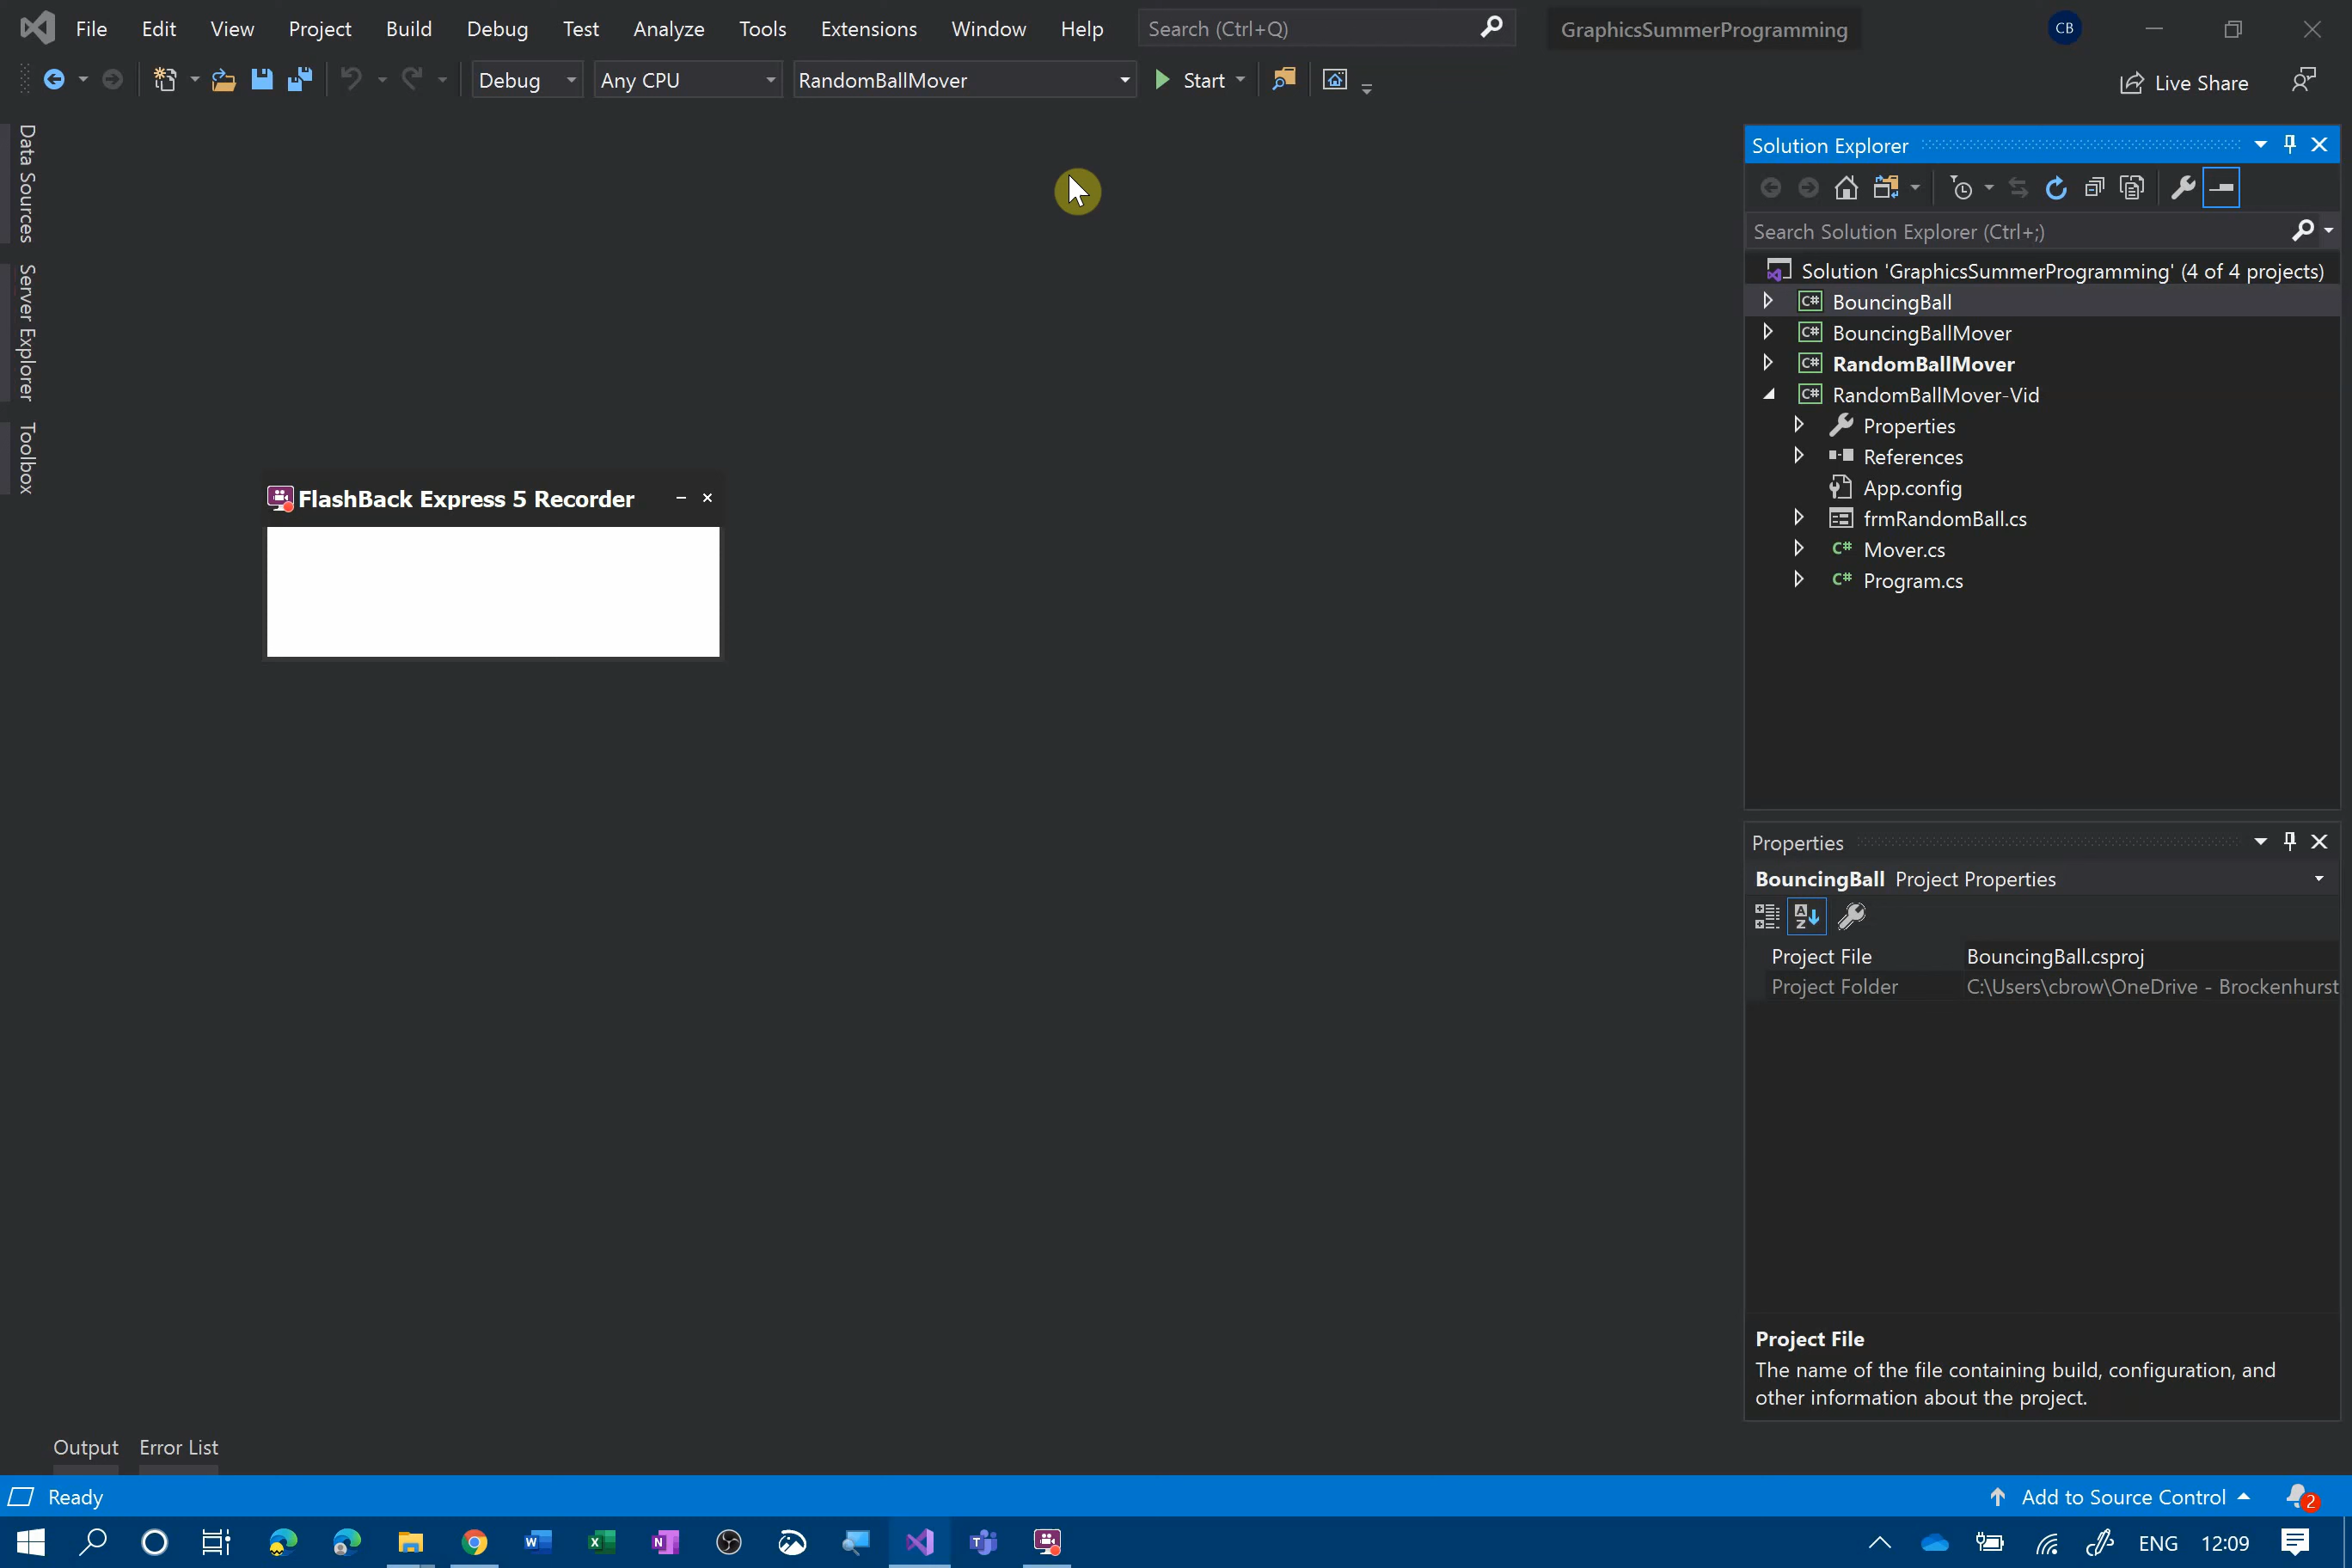 File Edit View Project Build Debug Test Analyze Tools Extensions Window Help Search (Ctrl+Q) GraphicsSummerProgramming CB
Debug Any CPU RandomBallMover Start Live Share
Data Sources
Server Explorer
Toolbox
FlashBack Express 5 Recorder
Solution Explorer
Search Solution Explorer (Ctrl+;)
Solution 'GraphicsSummerProgramming' (4 of 4 projects)
C# BouncingBall
C# BouncingBallMover
C# RandomBallMover
C# RandomBallMover-Vid
Properties
References
App.config
frmRandomBall.cs
C# Mover.cs
C# Program.cs
Properties
BouncingBall Project Properties
Project File BouncingBall.csproj
Project Folder C:\Users\cbrow\OneDrive - Brockenhurst
Project File
The name of the file containing build, configuration, and
other information about the project.
Output Error List
Ready Add to Source Control 2
ENG 12:09